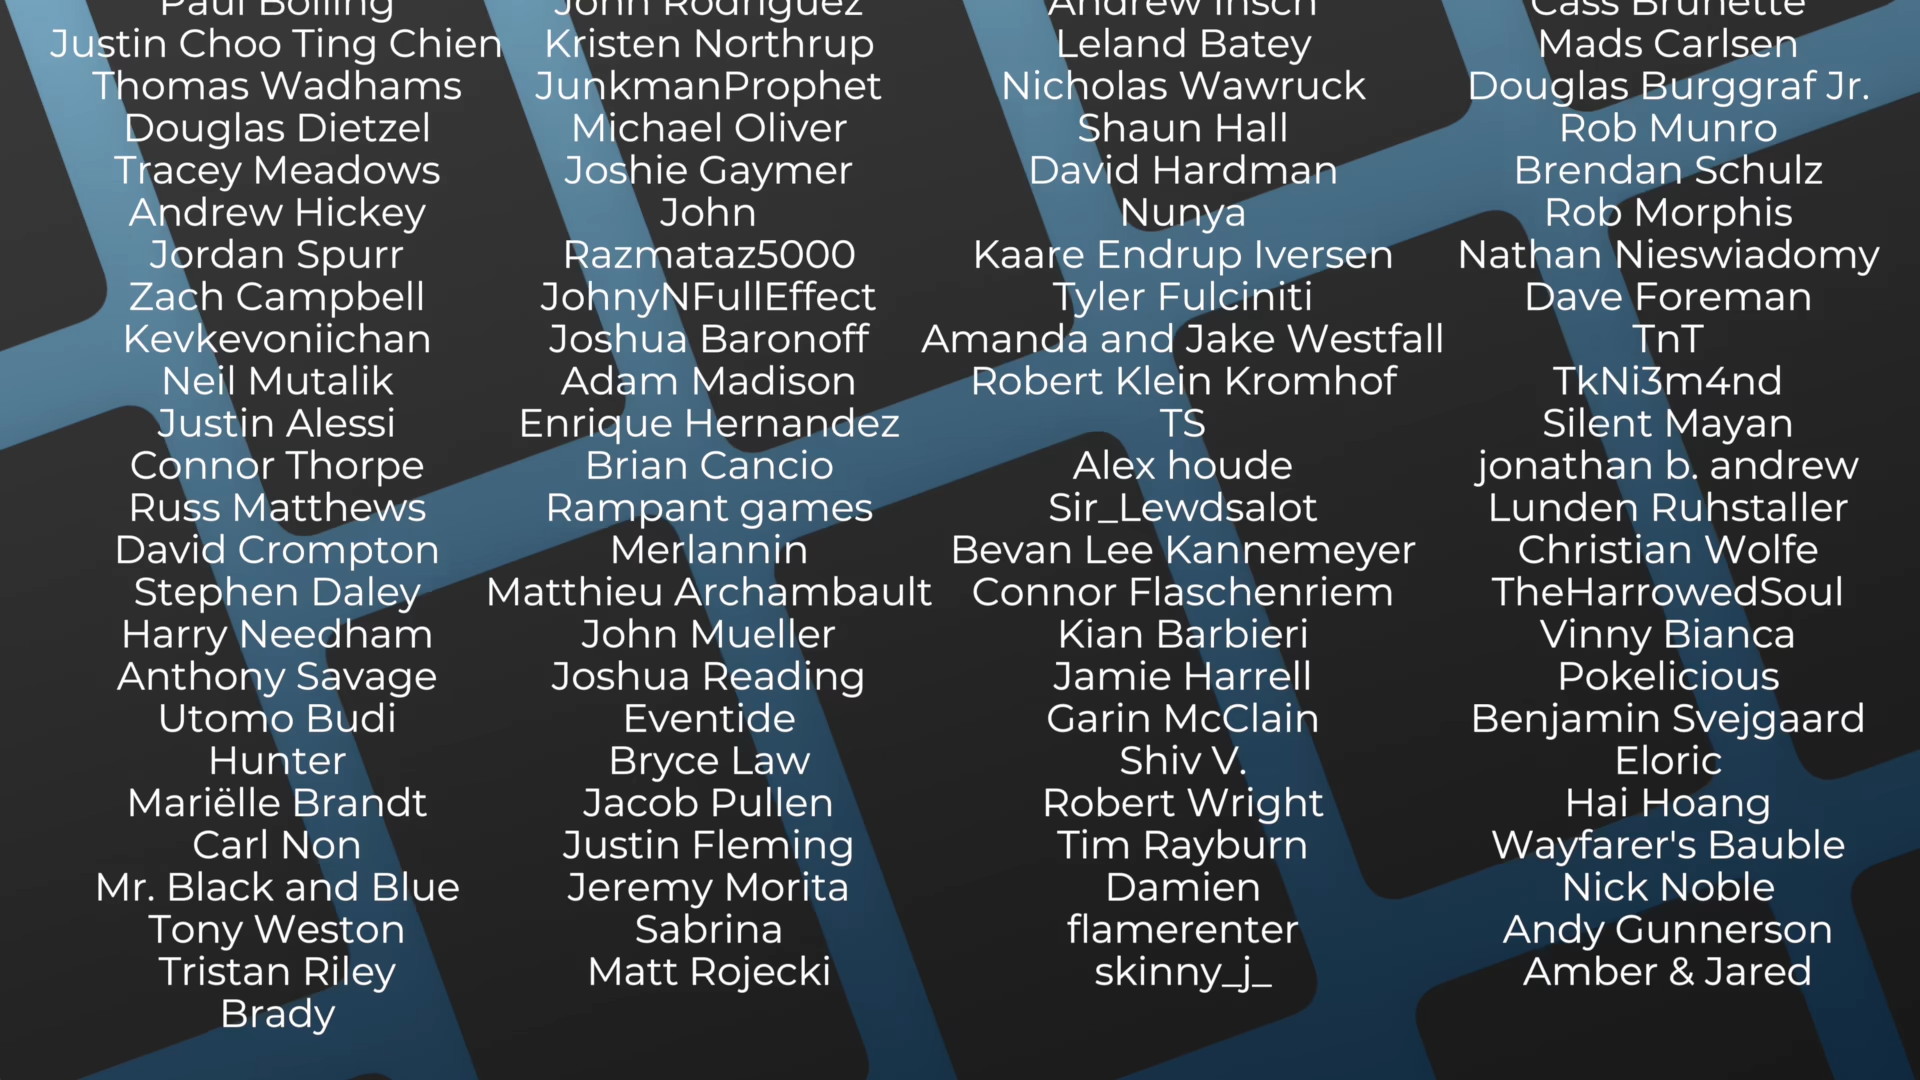 Paul Bolling
Justin Choo Ting Chien
Thomas Wadhams
Douglas Dietzel
Tracey Meadows
Andrew Hickey
Jordan Spurr
Zach Campbell
Kevkevoniichan
Neil Mutalik
Justin Alessi
Connor Thorpe
Russ Matthews
David Crompton
Stephen Daley
Harry Needham
Anthony Savage
Utomo Budi
Hunter
Mariëlle Brandt
Carl Non
Mr. Black and Blue
Tony Weston
Tristan Riley
Brady
John Rodriguez
Kristen Northrup
JunkmanProphet
Michael Oliver
Joshie Gaymer
John
Razmataz5000
JohnyNFullEffect
Joshua Baronoff
Adam Madison
Enrique Hernandez
Brian Cancio
Rampant games
Merlannin
Matthieu Archambault
John Mueller
Joshua Reading
Eventide
Bryce Law
Jacob Pullen
Justin Fleming
Jeremy Morita
Sabrina
Matt Rojecki
Andrew Insch
Leland Batey
Nicholas Wawruck
Shaun Hall
David Hardman
Nunya
Kaare Endrup Iversen
Tyler Fulciniti
Amanda and Jake Westfall
Robert Klein Kromhof
TS
Alex houde
Sir_Lewdsalot
Bevan Lee Kannemeyer
Connor Flaschenriem
Kian Barbieri
Jamie Harrell
Garin McClain
Shiv V.
Robert Wright
Tim Rayburn
Damien
flamerenter
skinny_j_
Cass Brunette
Mads Carlsen
Douglas Burggraf Jr.
Rob Munro
Brendan Schulz
Rob Morphis
Nathan Nieswiadomy
Dave Foreman
TnT
TkNi3m4nd
Silent Mayan
jonathan b. andrew
Lunden Ruhstaller
Christian Wolfe
TheHarrowedSoul
Vinny Bianca
Pokelicious
Benjamin Svejgaard
Eloric
Hai Hoang
Wayfarer's Bauble
Nick Noble
Andy Gunnerson
Amber & Jared